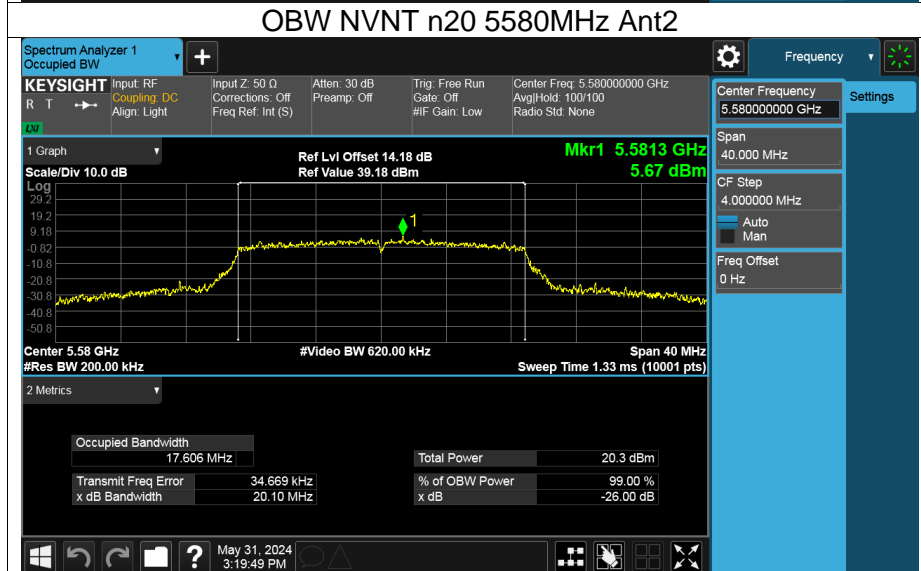 OBW NVNT n20 5580MHz Ant2
Spectrum Analyzer 1
Occupied BW
+
Frequency
KEYSIGHT
R T
LXI
Input: RF
Coupling: DC
Align: Light
Input Z: 50 Ω
Corrections: Off
Freq Ref: Int (S)
Atten: 30 dB
Preamp: Off
Trig: Free Run
Gate: Off
#IF Gain: Low
Center Freq: 5.580000000 GHz
Avg|Hold: 100/100
Radio Std: None
Center Frequency
5.580000000 GHz
Settings
Span
40.000 MHz
CF Step
4.000000 MHz
Auto
Man
Freq Offset
0 Hz
1 Graph
Ref Lvl Offset 14.18 dB
Mkr1 5.5813 GHz
Scale/Div 10.0 dB
Ref Value 39.18 dBm
5.67 dBm
Log
29.2
19.2
9.18
-0.82
-10.8
-20.8
-30.8
-40.8
-50.8
1
Center 5.58 GHz
#Video BW 620.00 kHz
Span 40 MHz
#Res BW 200.00 kHz
Sweep Time 1.33 ms (10001 pts)
2 Metrics
Occupied Bandwidth
17.606 MHz
Total Power 20.3 dBm
Transmit Freq Error 34.669 kHz
% of OBW Power 99.00 %
x dB Bandwidth 20.10 MHz
x dB -26.00 dB
?
May 31, 2024
3:19:49 PM